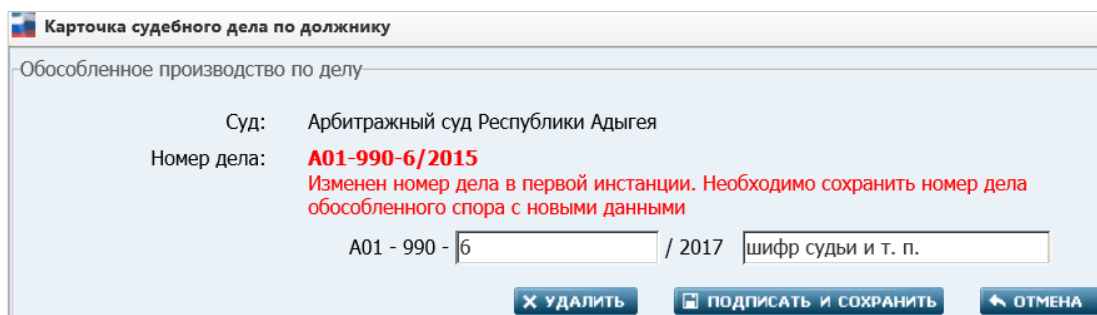 Карточка судебного дела по должнику
Обособленное производство по делу
Суд: Арбитражный суд Республики Адыгея
Номер дела: А01-990-6/2015
Изменен номер дела в первой инстанции. Необходимо сохранить номер дела
обособленного спора с новыми данными
А01 - 990 - 6 / 2017 шифр судьи и т. п.
УДАЛИТЬ ПОДПИСАТЬ И СОХРАНИТЬ ОТМЕНА